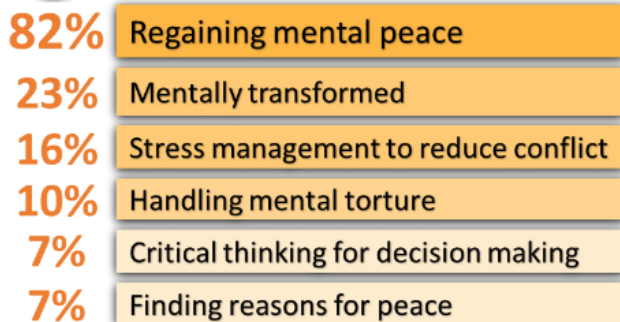 82% Regaining mental peace
23% Mentally transformed
16% Stress management to reduce conflict
10% Handling mental torture
7% Critical thinking for decision making
7% Finding reasons for peace